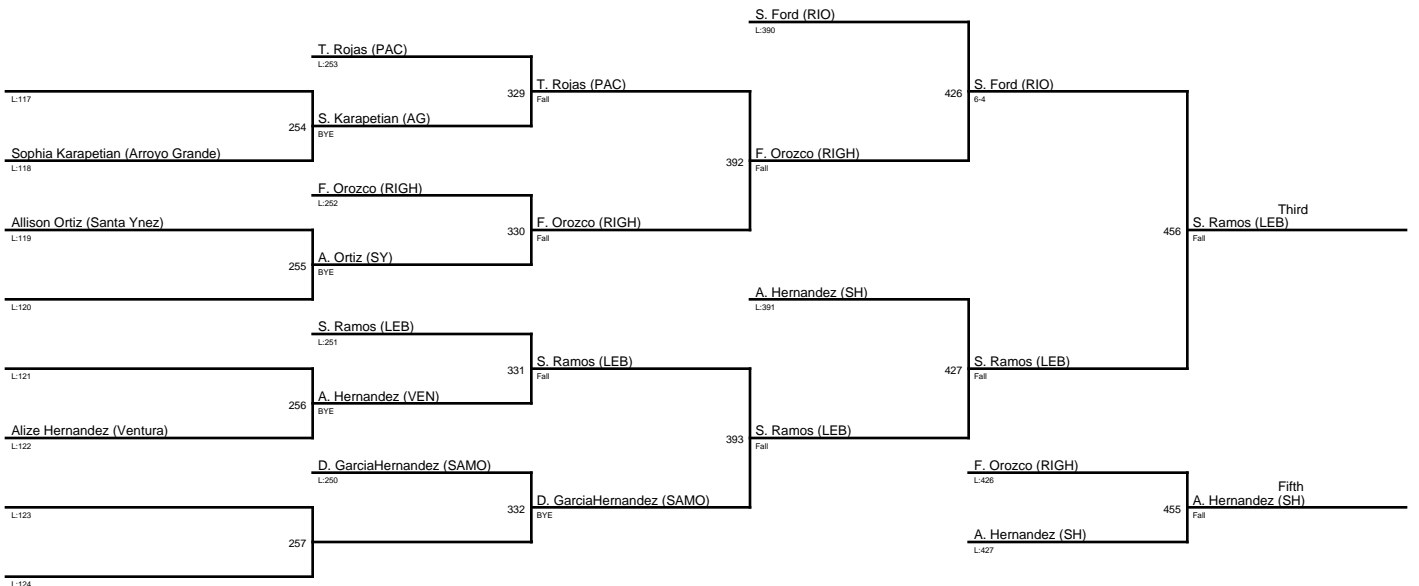 S. Ford (RIO)
L:390
T. Rojas (PAC)
L:253
L:117
329
T. Rojas (PAC)
Fall
426
S. Ford (RIO)
6-4
254
S. Karapetian (AG)
BYE
Sophia Karapetian (Arroyo Grande)
L:118
392
F. Orozco (RIGH)
Fall
F. Orozco (RIGH)
L:252
Allison Ortiz (Santa Ynez)
L:119
330
F. Orozco (RIGH)
Fall
456
Third
S. Ramos (LEB)
Fall
255
A. Ortiz (SY)
BYE
L:120
A. Hernandez (SH)
L:391
S. Ramos (LEB)
L:251
L:121
331
S. Ramos (LEB)
Fall
427
S. Ramos (LEB)
Fall
256
A. Hernandez (VEN)
BYE
Alize Hernandez (Ventura)
L:122
393
S. Ramos (LEB)
Fall
D. GarciaHernandez (SAMO)
L:250
F. Orozco (RIGH)
L:426
L:123
332
D. GarciaHernandez (SAMO)
BYE
455
Fifth
A. Hernandez (SH)
Fall
257
A. Hernandez (SH)
L:427
L:124